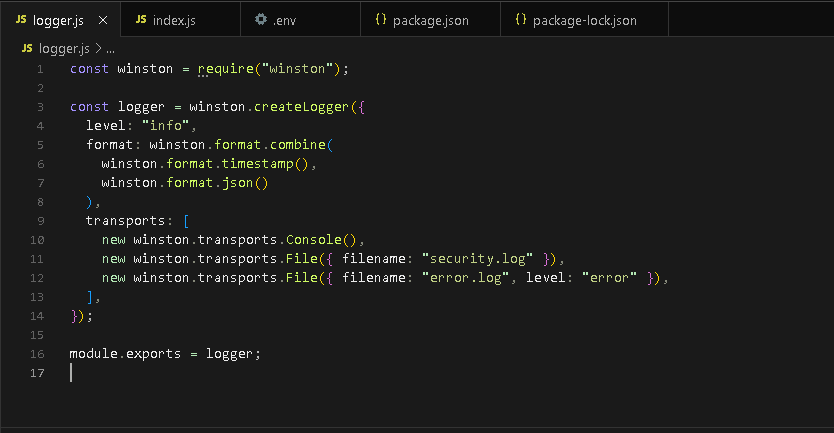 JS logger.js × JS index.js .env {} package.json {} package-lock.json
JS logger.js > ...
1 const winston = require("winston");
2
3 const logger = winston.createLogger({
4   level: "info",
5   format: winston.format.combine(
6     winston.format.timestamp(),
7     winston.format.json()
8   ),
9   transports: [
10     new winston.transports.Console(),
11     new winston.transports.File({ filename: "security.log" }),
12     new winston.transports.File({ filename: "error.log", level: "error" }),
13   ],
14 });
15
16 module.exports = logger;
17